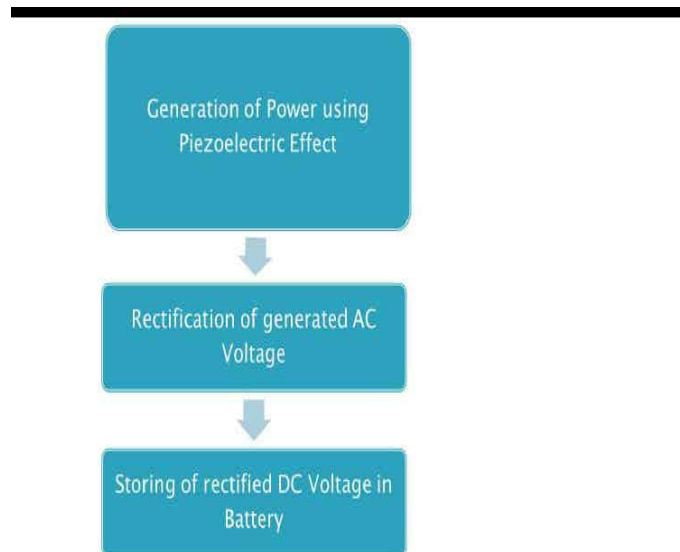 Generation of Power using
Piezoelectric Effect
Rectification of generated AC
Voltage
Storing of rectified DC Voltage in
Battery